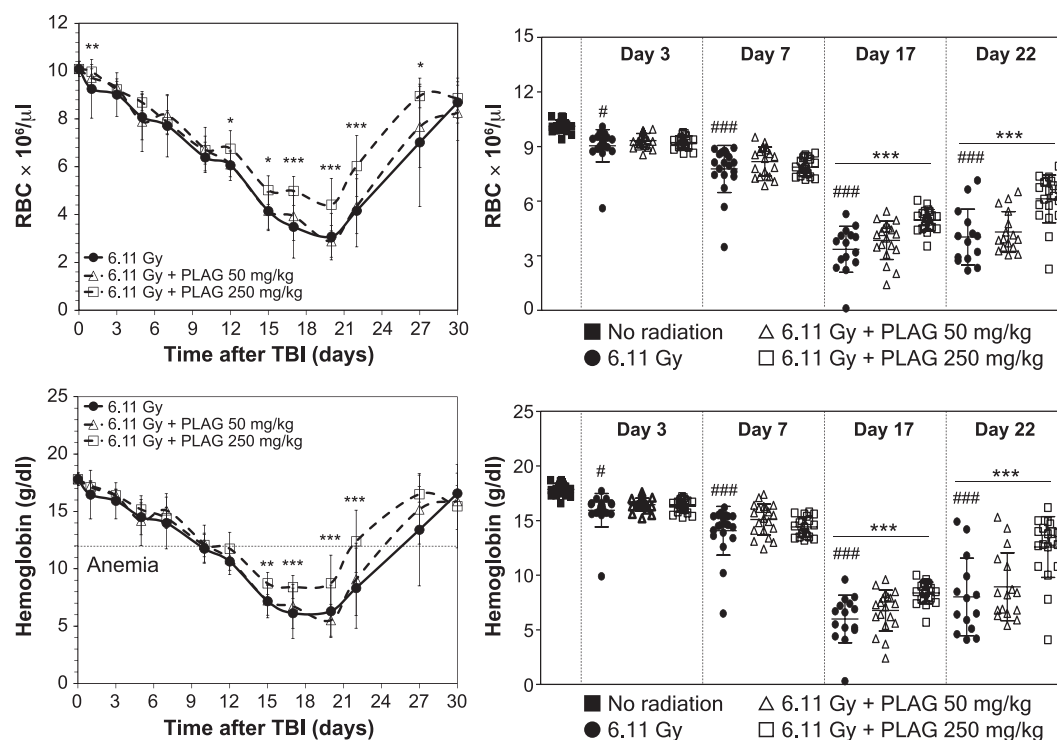 12
10
8
6
4
2
0
RBC × 10⁶/μl
** * * *** *** *** *
6.11 Gy
6.11 Gy + PLAG 50 mg/kg
6.11 Gy + PLAG 250 mg/kg
0 3 6 9 12 15 18 21 24 27 30
Time after TBI (days)
15
12
9
6
3
0
RBC × 10⁶/μl
Day 3 Day 7 Day 17 Day 22
# ### ### *** ### ***
No radiation 6.11 Gy + PLAG 50 mg/kg
6.11 Gy 6.11 Gy + PLAG 250 mg/kg
25
20
15
10
5
0
Hemoglobin (g/dl)
6.11 Gy
6.11 Gy + PLAG 50 mg/kg
6.11 Gy + PLAG 250 mg/kg
Anemia
** *** *** ***
0 3 6 9 12 15 18 21 24 27 30
Time after TBI (days)
25
20
15
10
5
0
Hemoglobin (g/dl)
Day 3 Day 7 Day 17 Day 22
# ### ### *** ### ***
No radiation 6.11 Gy + PLAG 50 mg/kg
6.11 Gy 6.11 Gy + PLAG 250 mg/kg